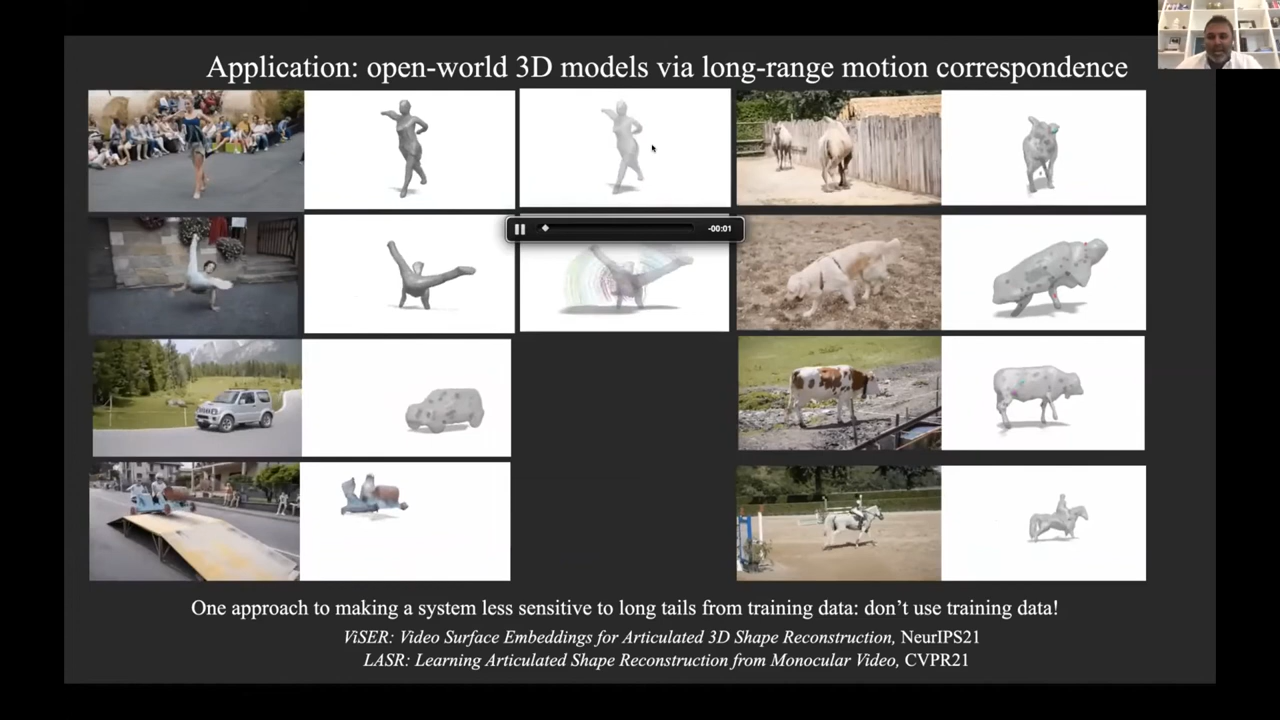 Application: open-world 3D models via long-range motion correspondence
-00:01
One approach to making a system less sensitive to long tails from training data: don't use training data!
ViSER: Video Surface Embeddings for Articulated 3D Shape Reconstruction, NeurIPS21
LASR: Learning Articulated Shape Reconstruction from Monocular Video, CVPR21